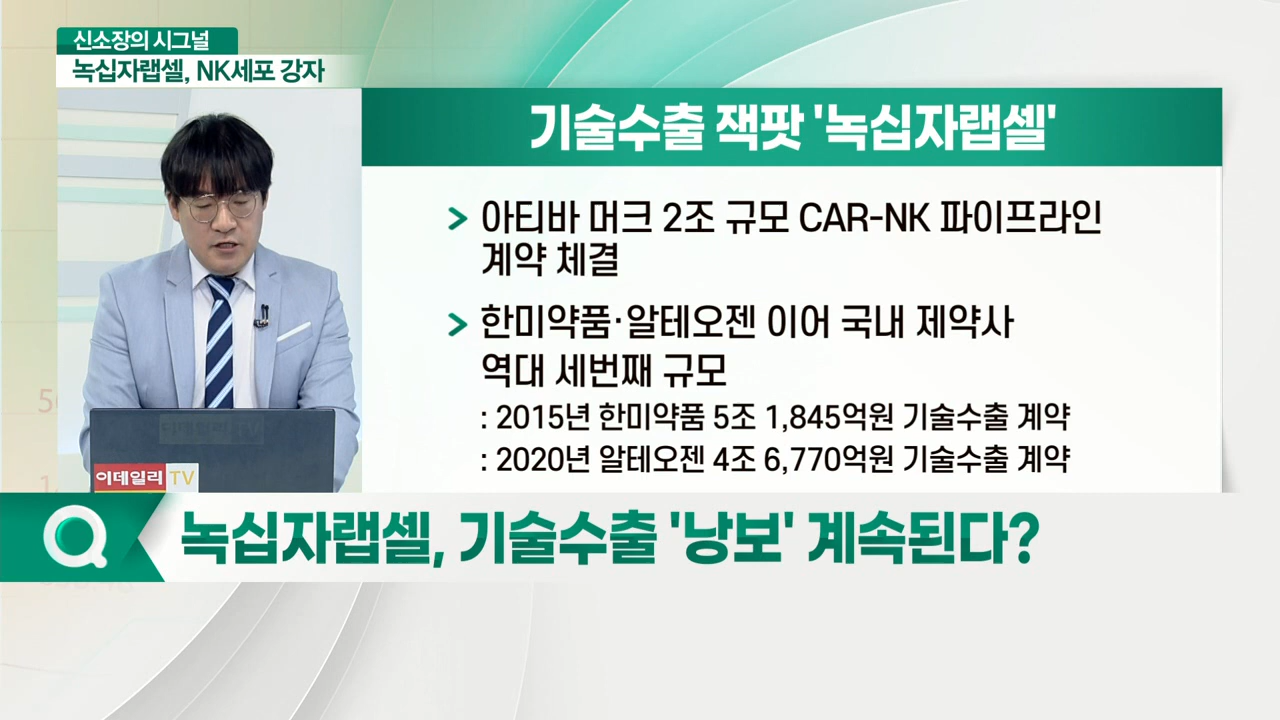 신소장의 시그널
녹십자랩셀, NK세포 강자
기술수출 잭팟 '녹십자랩셀'
> 아티바 머크 2조 규모 CAR-NK 파이프라인
계약 체결
> 한미약품·알테오젠 이어 국내 제약사
역대 세번째 규모
: 2015년 한미약품 5조 1,845억원 기술수출 계약
: 2020년 알테오젠 4조 6,770억원 기술수출 계약
이데일리 TV
녹십자랩셀, 기술수출 '낭보' 계속된다?